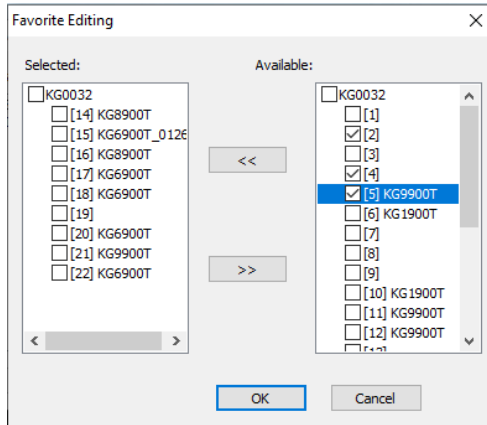 Favorite Editing
Selected:
KG0032
[14] KG8900T
[15] KG6900T_0126
[16] KG8900T
[17] KG6900T
[18] KG6900T
[19]
[20] KG6900T
[21] KG9900T
[22] KG6900T
<<
>>
Available:
KG0032
[1]
[2]
[3]
[4]
[5] KG9900T
[6] KG1900T
[7]
[8]
[9]
[10] KG1900T
[11] KG9900T
[12] KG9900T
OK
Cancel